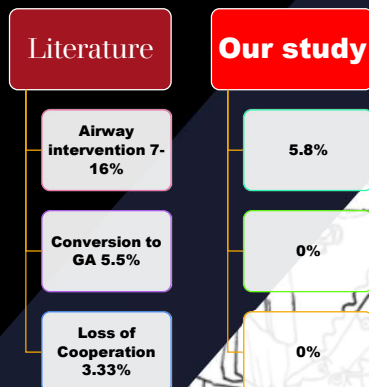 Literature
Our study
Airway
intervention 7-
16%
5.8%
Conversion to
GA 5.5%
0%
Loss of
Cooperation
3.33%
0%